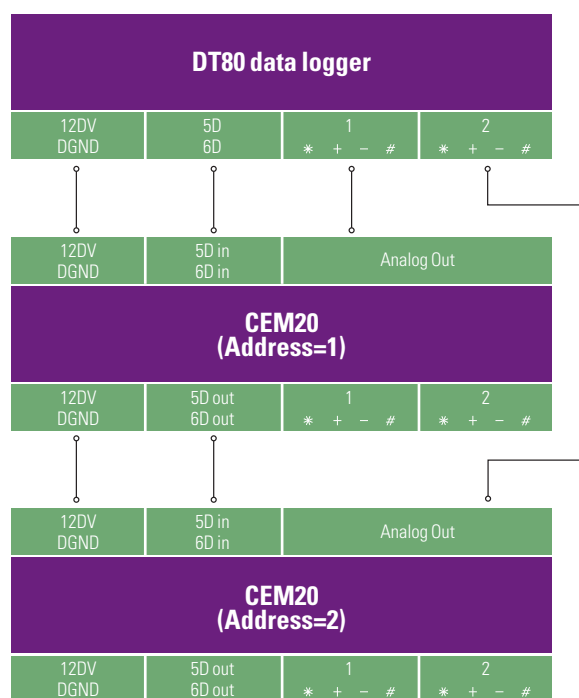 DT80 data logger
12DV 5D 1 2
DGND 6D * + – # * + – #
12DV 5D in Analog Out
DGND 6D in
CEM20
(Address=1)
12DV 5D out 1 2
DGND 6D out * + – # * + – #
12DV 5D in Analog Out
DGND 6D in
CEM20
(Address=2)
12DV 5D out 1 2
DGND 6D out * + – # * + – #